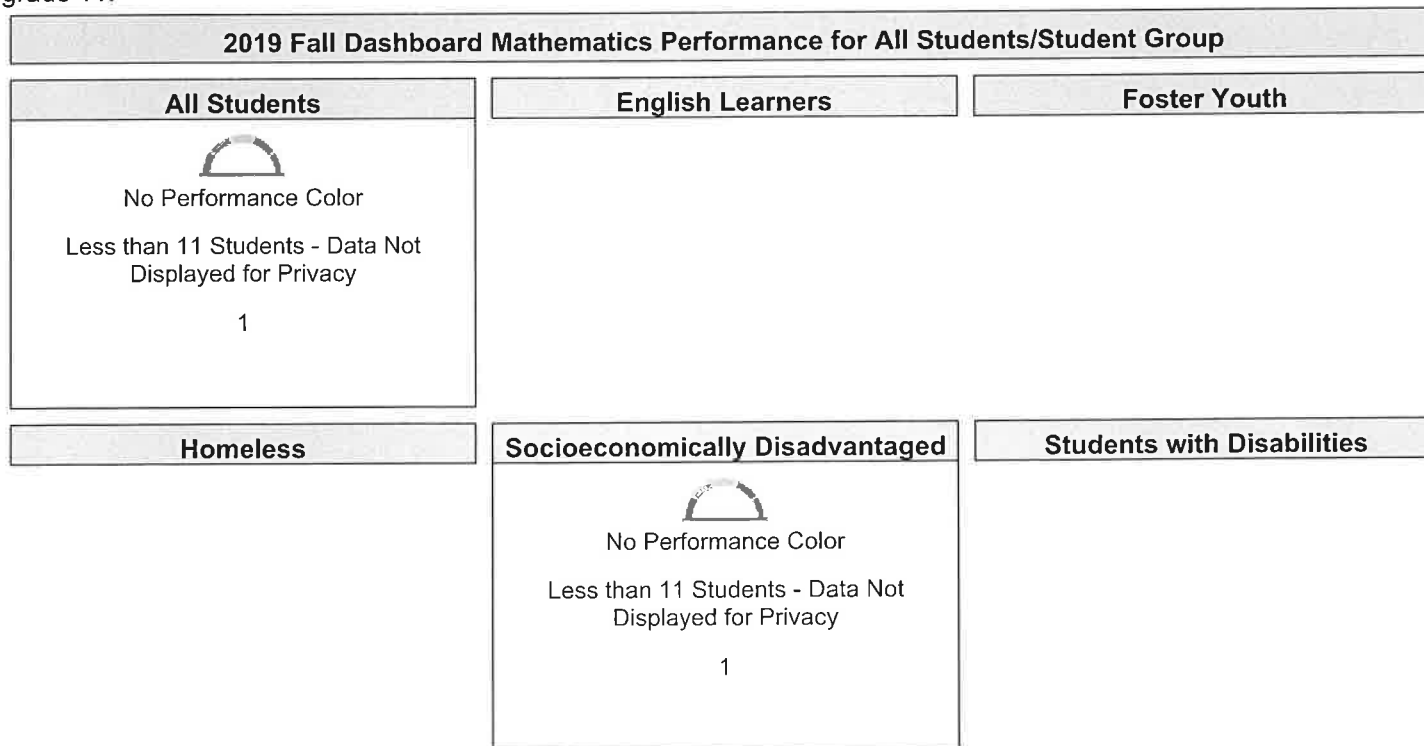 2019 Fall Dashboard Mathematics Performance for All Students/Student Group
All Students
English Learners
Foster Youth
No Performance Color
Less than 11 Students - Data Not
Displayed for Privacy
1
Homeless
Socioeconomically Disadvantaged
Students with Disabilities
No Performance Color
Less than 11 Students - Data Not
Displayed for Privacy
1